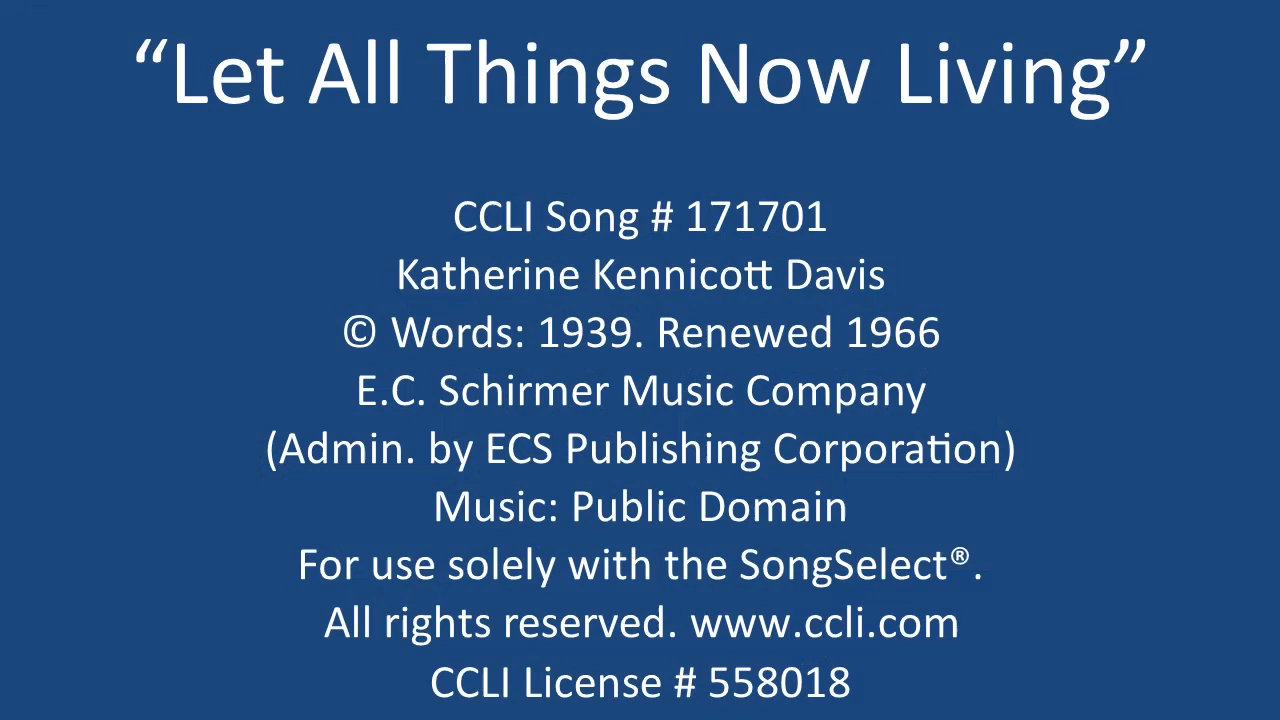 “Let All Things Now Living”
CCLI Song # 171701
Katherine Kennicott Davis
© Words: 1939. Renewed 1966
E.C. Schirmer Music Company
(Admin. by ECS Publishing Corporation)
Music: Public Domain
For use solely with the SongSelect®.
All rights reserved. www.ccli.com
CCLI License # 558018